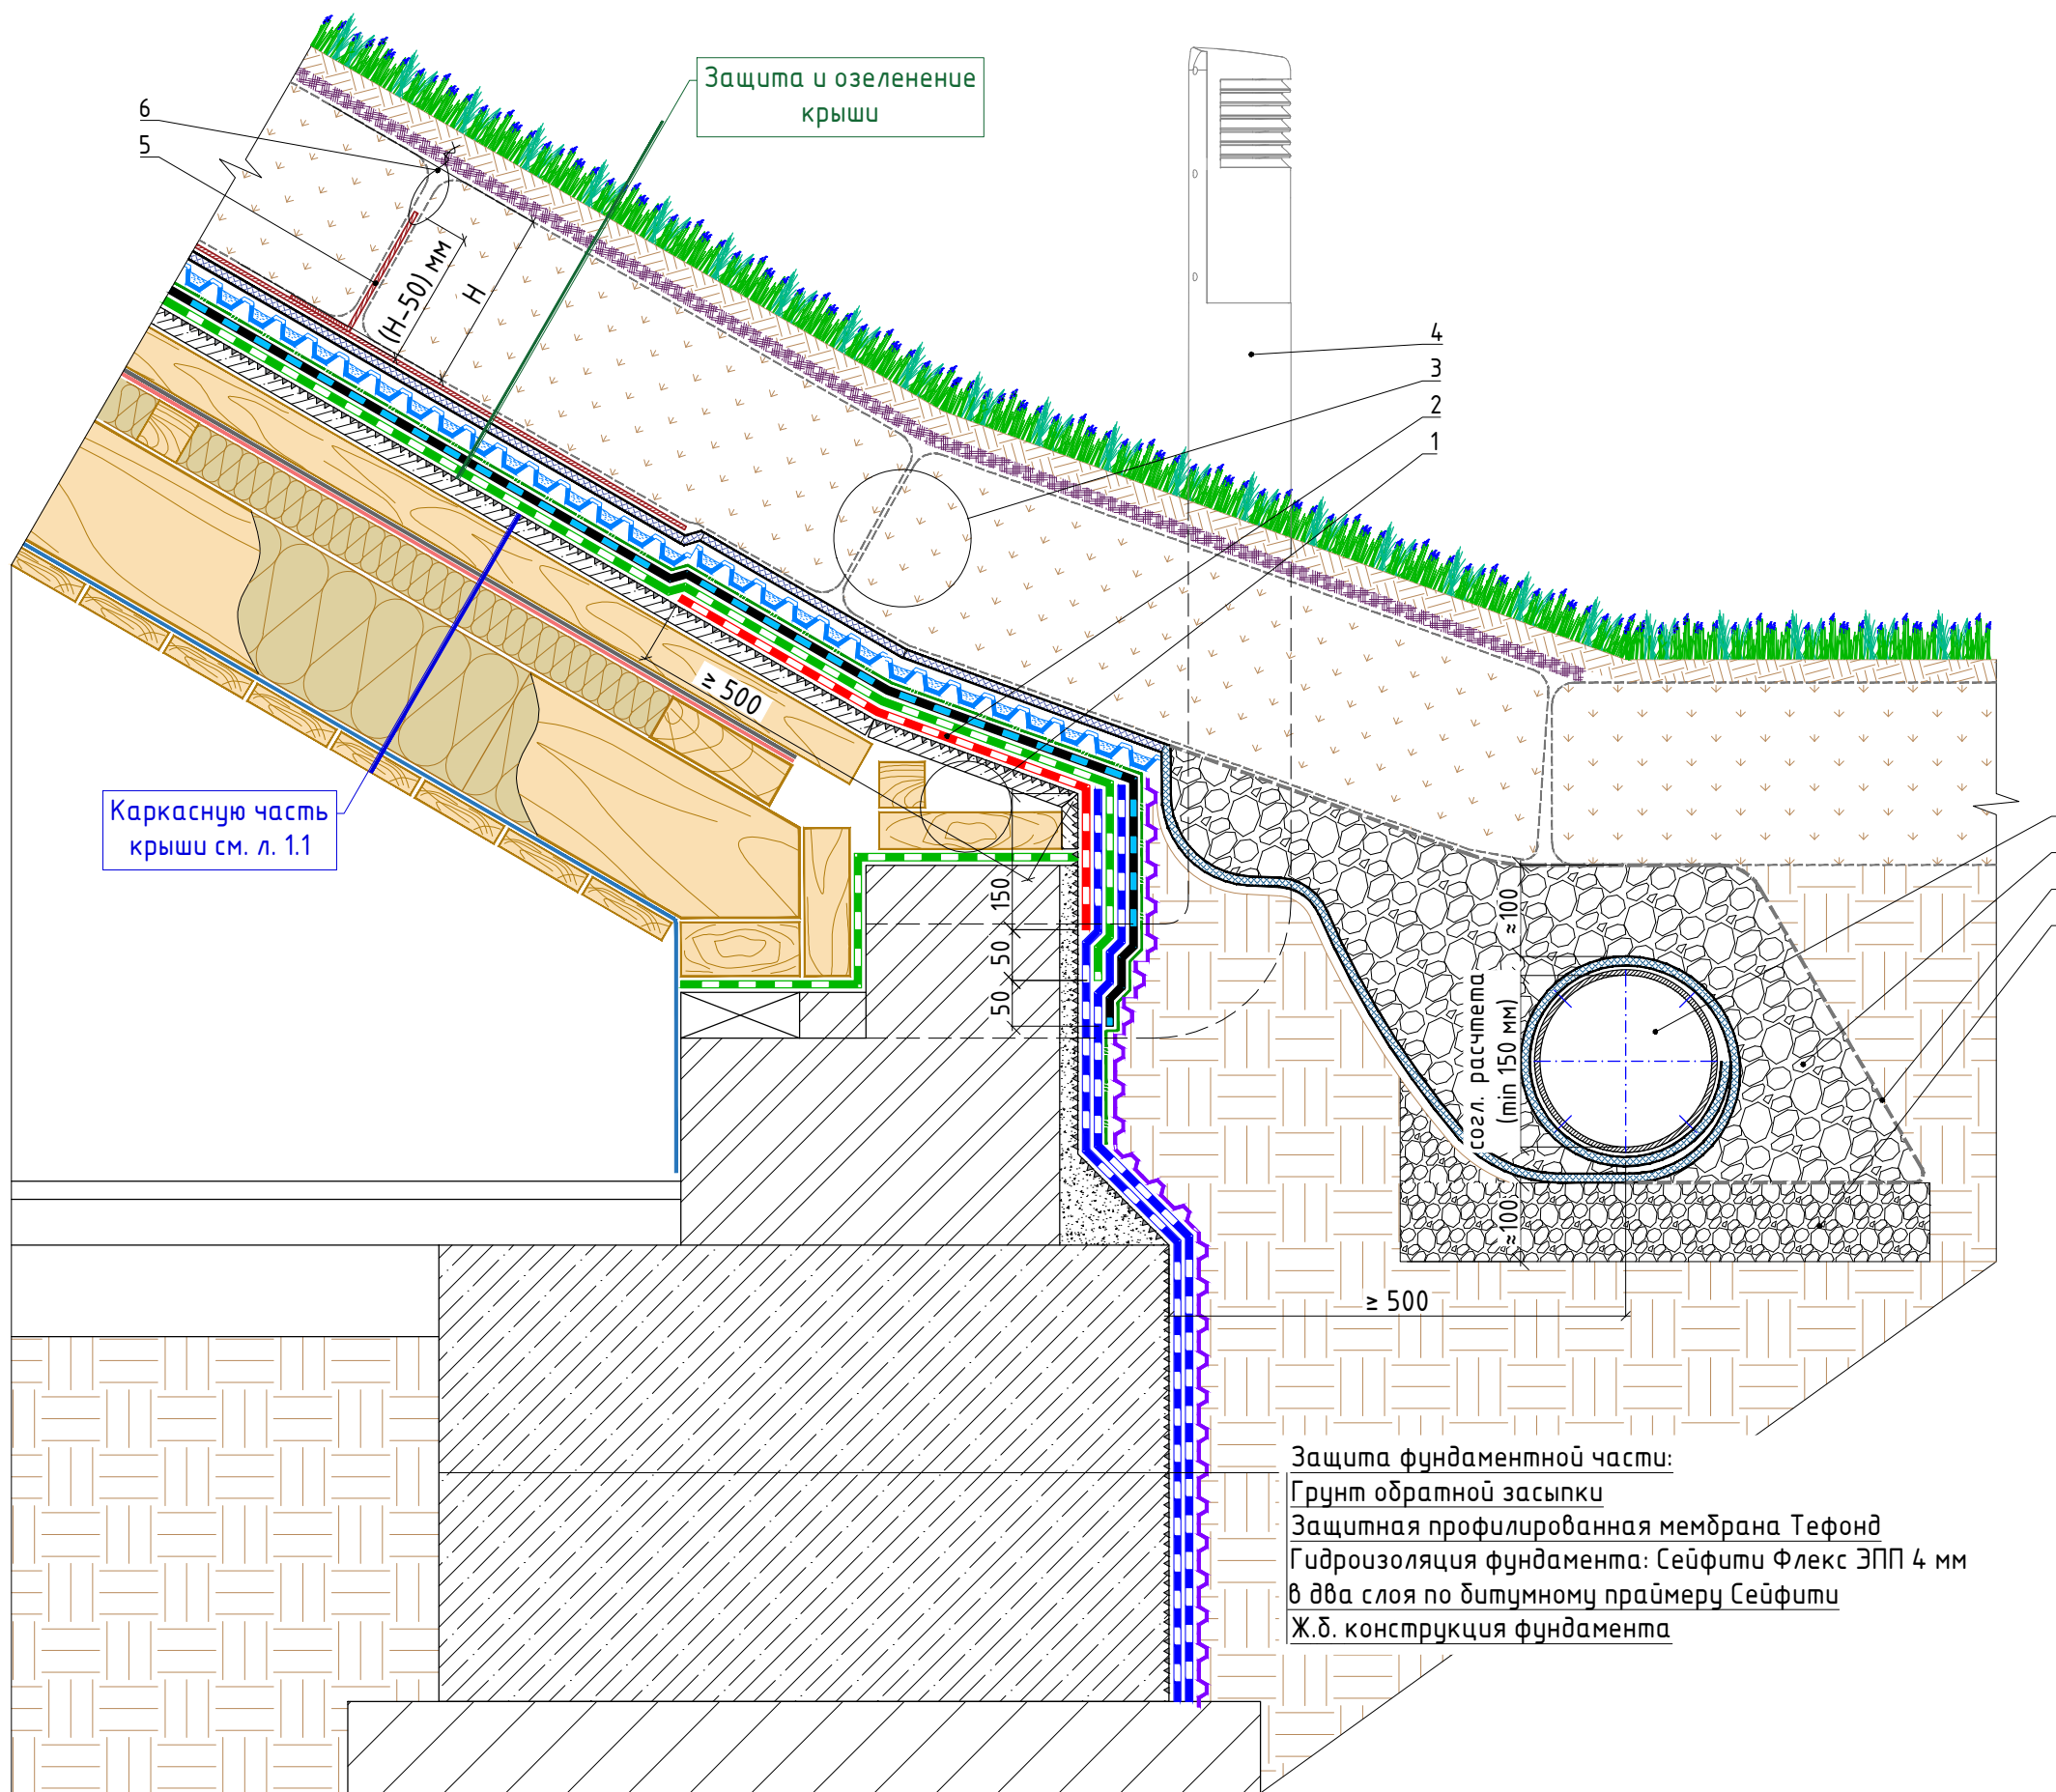 Защита и озеленение
крыши
6
5
(H-50) мм
H
4
3
2
1
≥ 500
Каркасную часть
крыши см. л. 1.1
150
50
50
≈100
согл. расчтета
(min 150 мм)
≈100
≥ 500
Защита фундаментной части:
Грунт обратной засыпки
Защитная профилированная мембрана Тефонд
Гидроизоляция фундамента: Сейфити Флекс ЭПП 4 мм
в два слоя по битумному праймеру Сейфити
Ж.б. конструкция фундамента